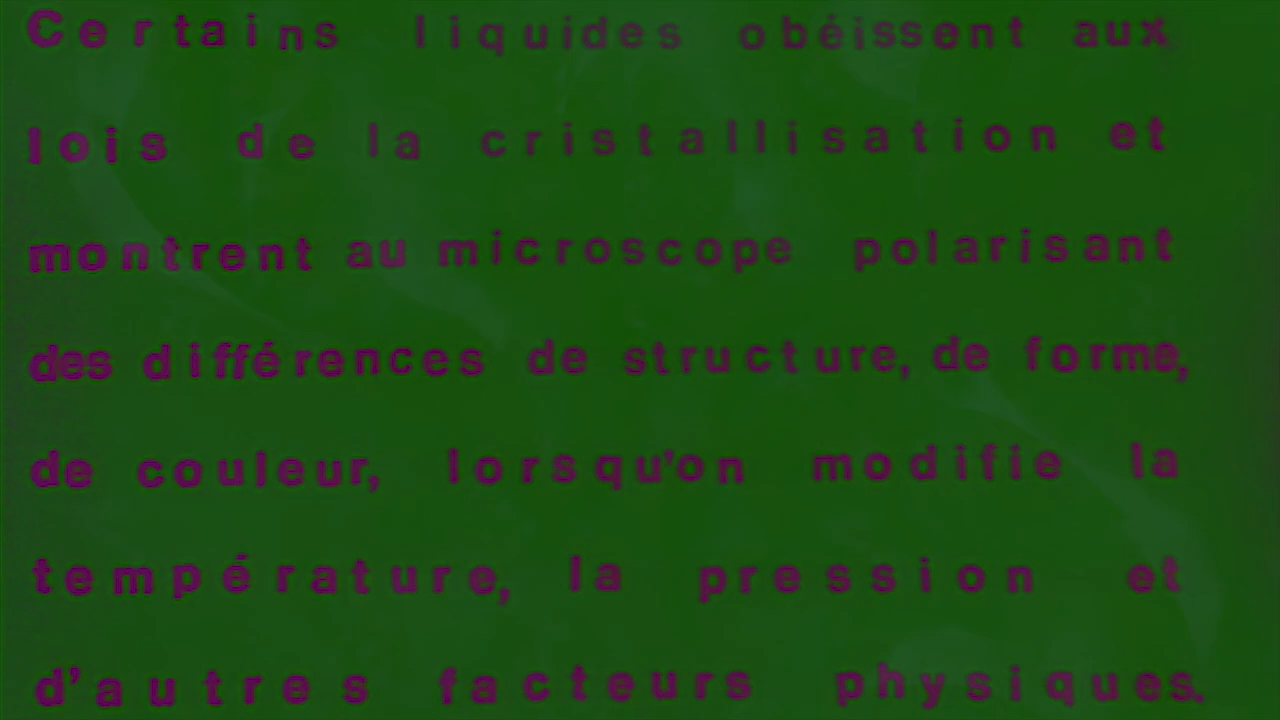 Certains liquides obéissent aux
lois de la cristallisation et
montrent au microscope polarisant
des différences de structure, de forme,
de couleur, lorsqu'on modifie la
température, la pression et
d'autres facteurs physiques.